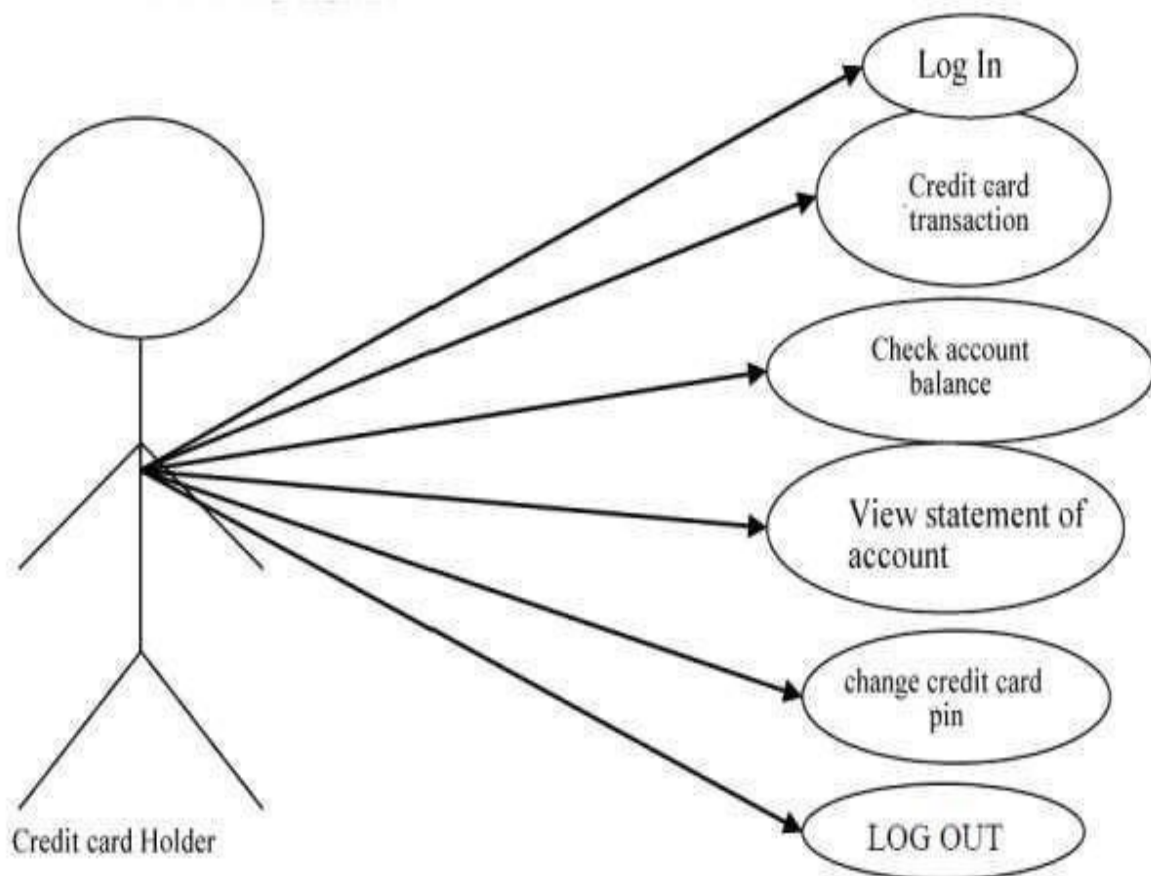 Log In
Credit card
transaction
Check account
balance
View statement of
account
change credit card
pin
LOG OUT
Credit card Holder